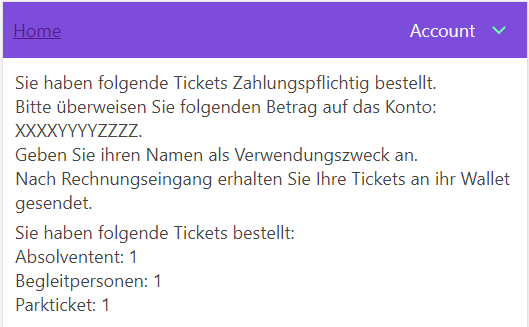 Home
Account
Sie haben folgende Tickets Zahlungspflichtig bestellt.
Bitte überweisen Sie folgenden Betrag auf das Konto:
XXXXYYYYZZZZ.
Geben Sie ihren Namen als Verwendungszweck an.
Nach Rechnungseingang erhalten Sie Ihre Tickets an ihr Wallet
gesendet.
Sie haben folgende Tickets bestellt:
Absolventent: 1
Begleitpersonen: 1
Parkticket: 1